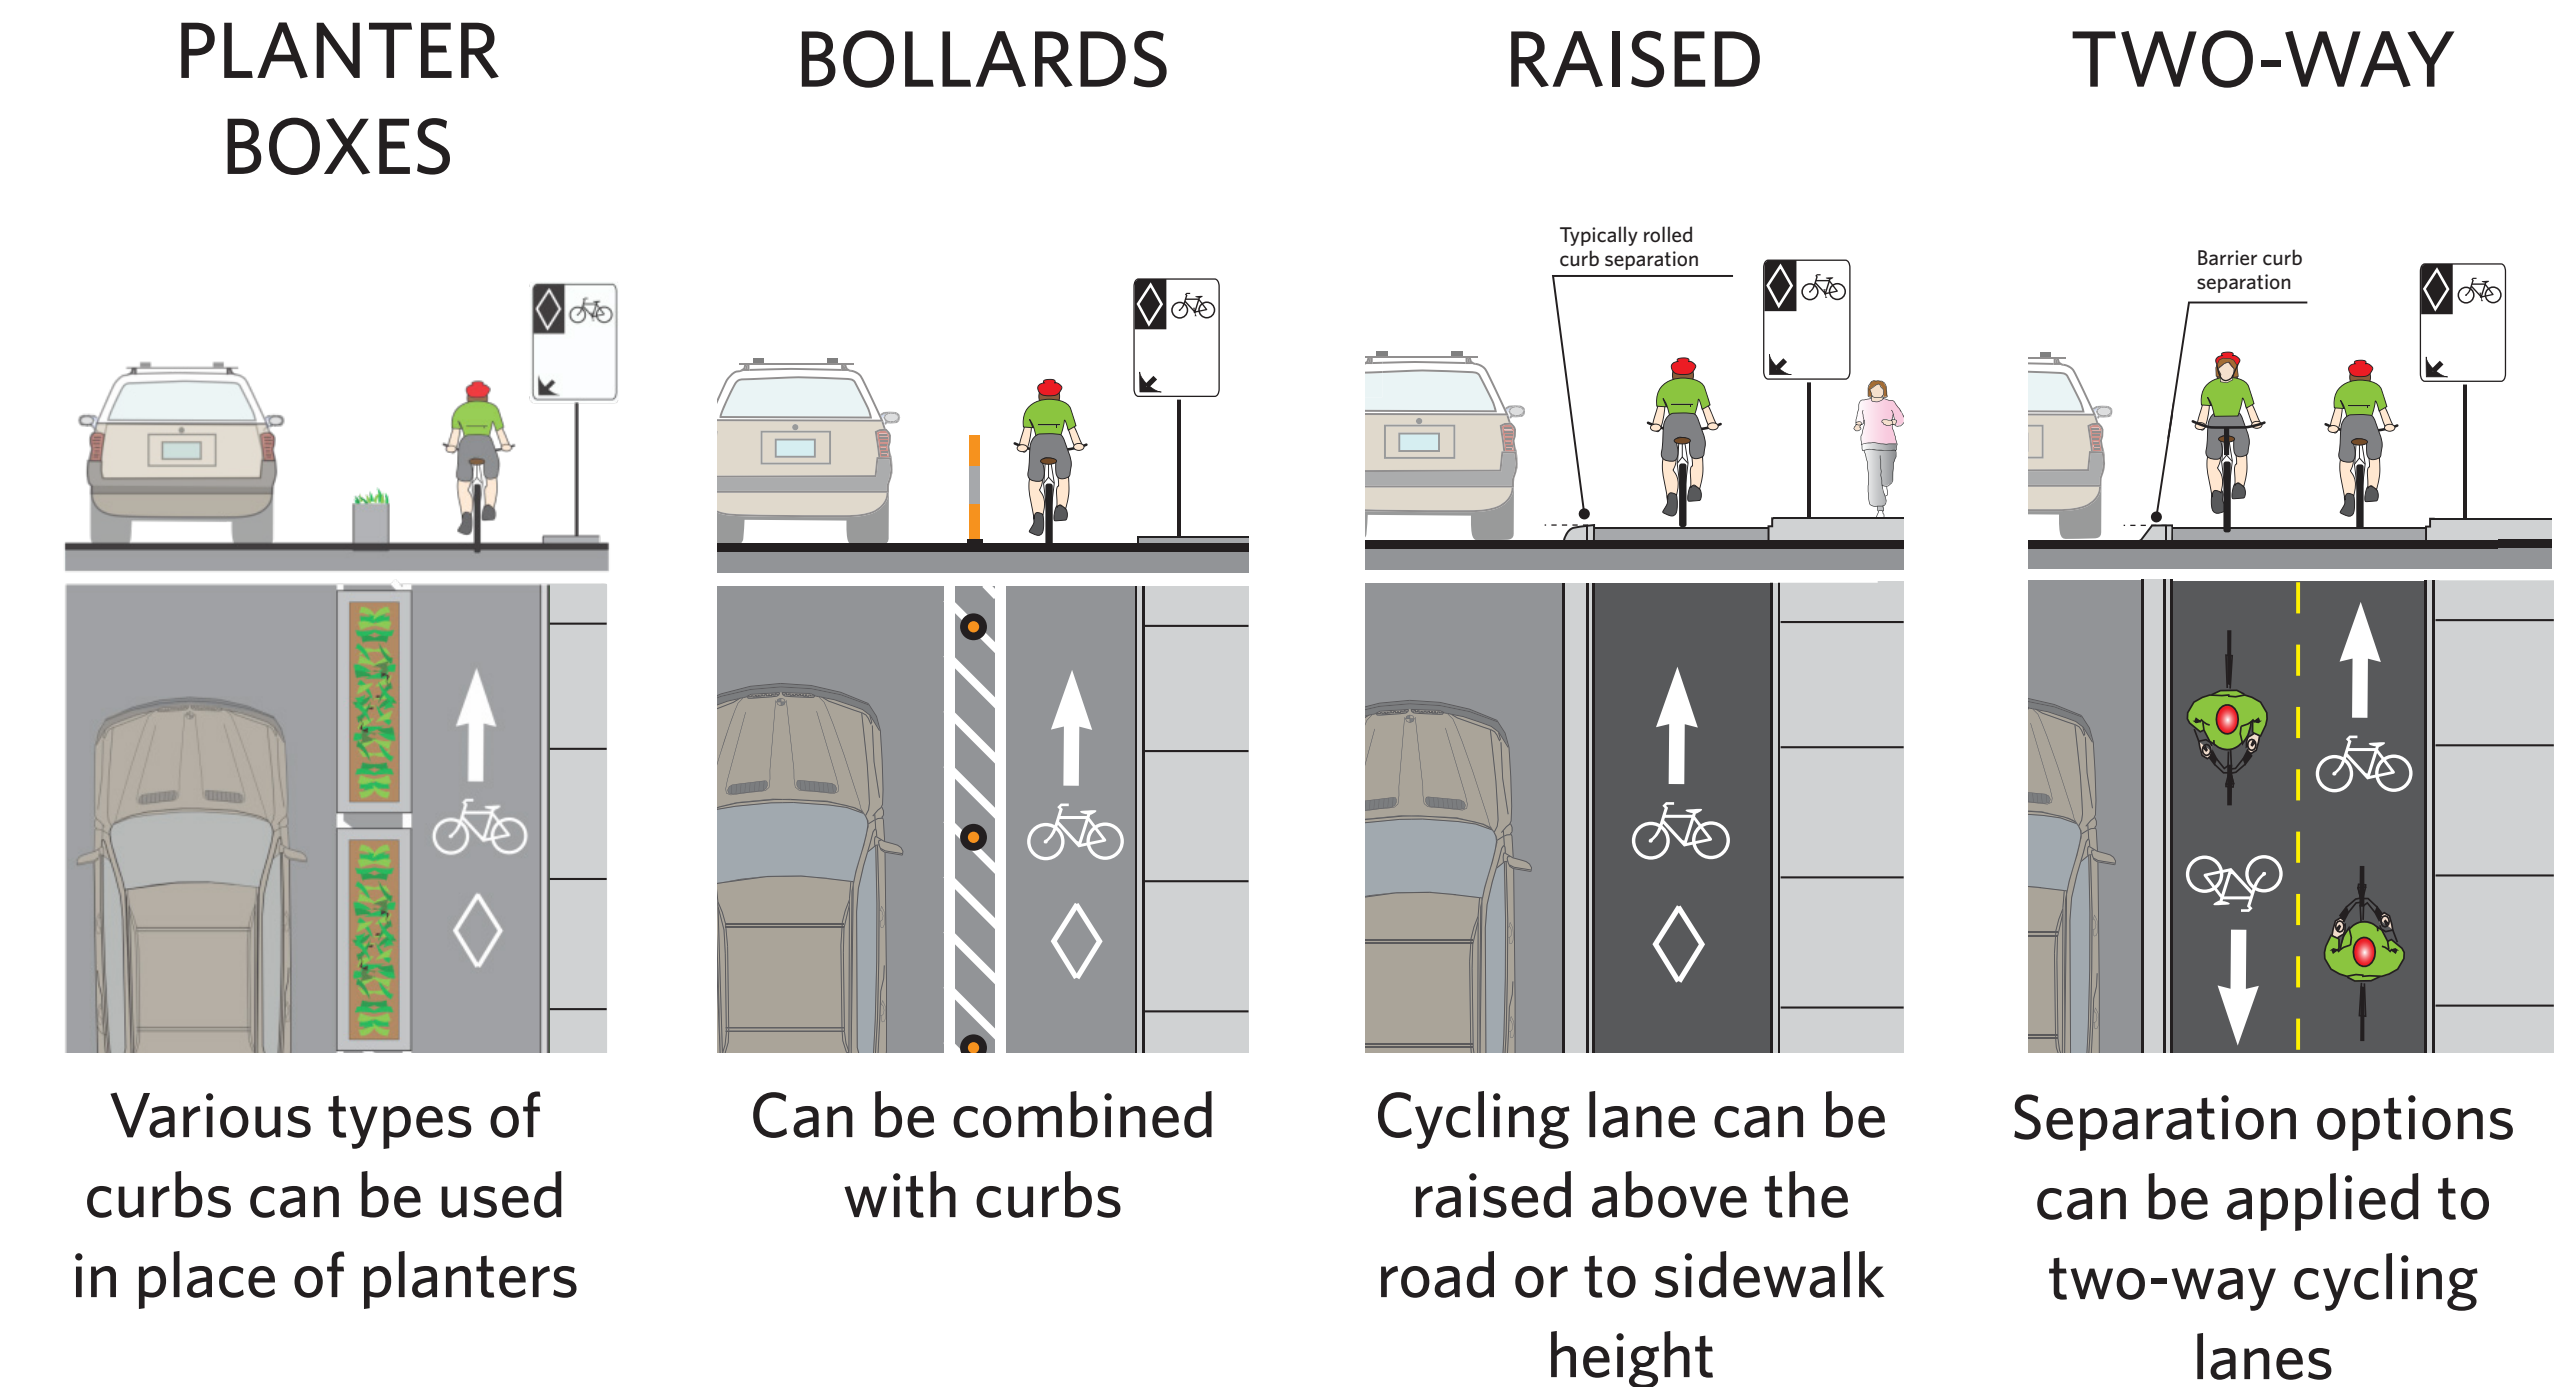 PLANTER
BOXES
Various types of
curbs can be used
in place of planters
BOLLARDS
Can be combined
with curbs
RAISED
Typically rolled
curb separation
Cycling lane can be
raised above the
road or to sidewalk
height
TWO-WAY
Barrier curb
separation
Separation options
can be applied to
two-way cycling
lanes